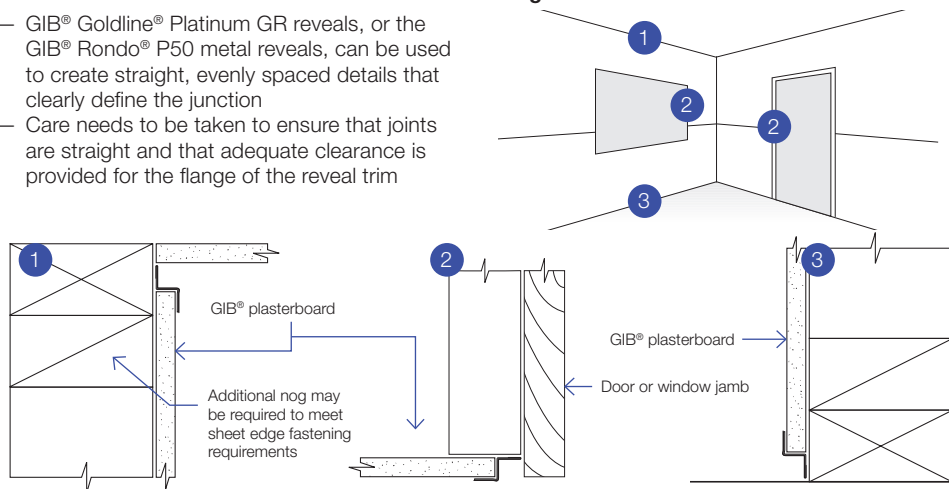 — GIB® Goldline® Platinum GR reveals, or the
GIB® Rondo® P50 metal reveals, can be used
to create straight, evenly spaced details that
clearly define the junction
— Care needs to be taken to ensure that joints
are straight and that adequate clearance is
provided for the flange of the reveal trim
1
2
2
3
1
GIB® plasterboard
Additional nog may
be required to meet
sheet edge fastening
requirements
2
Door or window jamb
3
GIB® plasterboard